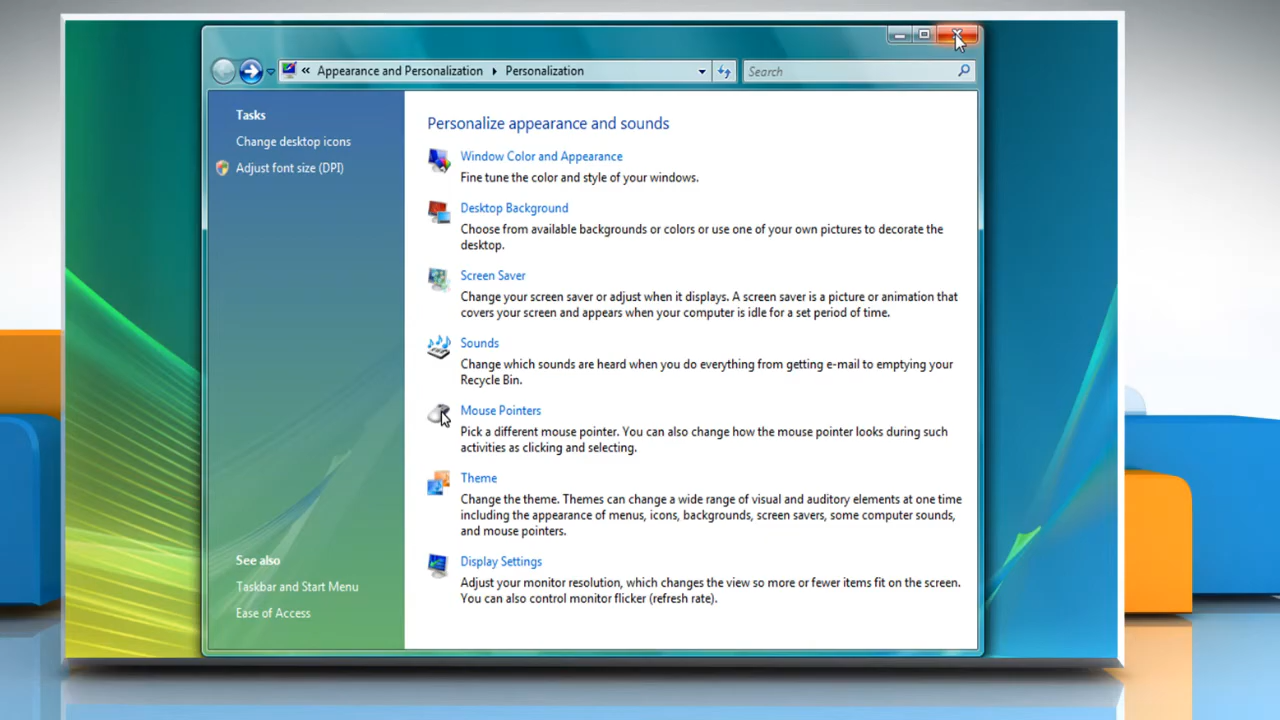 « Appearance and Personalization Personalization Search
Tasks
Change desktop icons
Adjust font size (DPI)
See also
Taskbar and Start Menu
Ease of Access
Personalize appearance and sounds
Window Color and Appearance
Fine tune the color and style of your windows.
Desktop Background
Choose from available backgrounds or colors or use one of your own pictures to decorate the
desktop.
Screen Saver
Change your screen saver or adjust when it displays. A screen saver is a picture or animation that
covers your screen and appears when your computer is idle for a set period of time.
Sounds
Change which sounds are heard when you do everything from getting e-mail to emptying your
Recycle Bin.
Mouse Pointers
Pick a different mouse pointer. You can also change how the mouse pointer looks during such
activities as clicking and selecting.
Theme
Change the theme. Themes can change a wide range of visual and auditory elements at one time
including the appearance of menus, icons, backgrounds, screen savers, some computer sounds,
and mouse pointers.
Display Settings
Adjust your monitor resolution, which changes the view so more or fewer items fit on the screen.
You can also control monitor flicker (refresh rate).